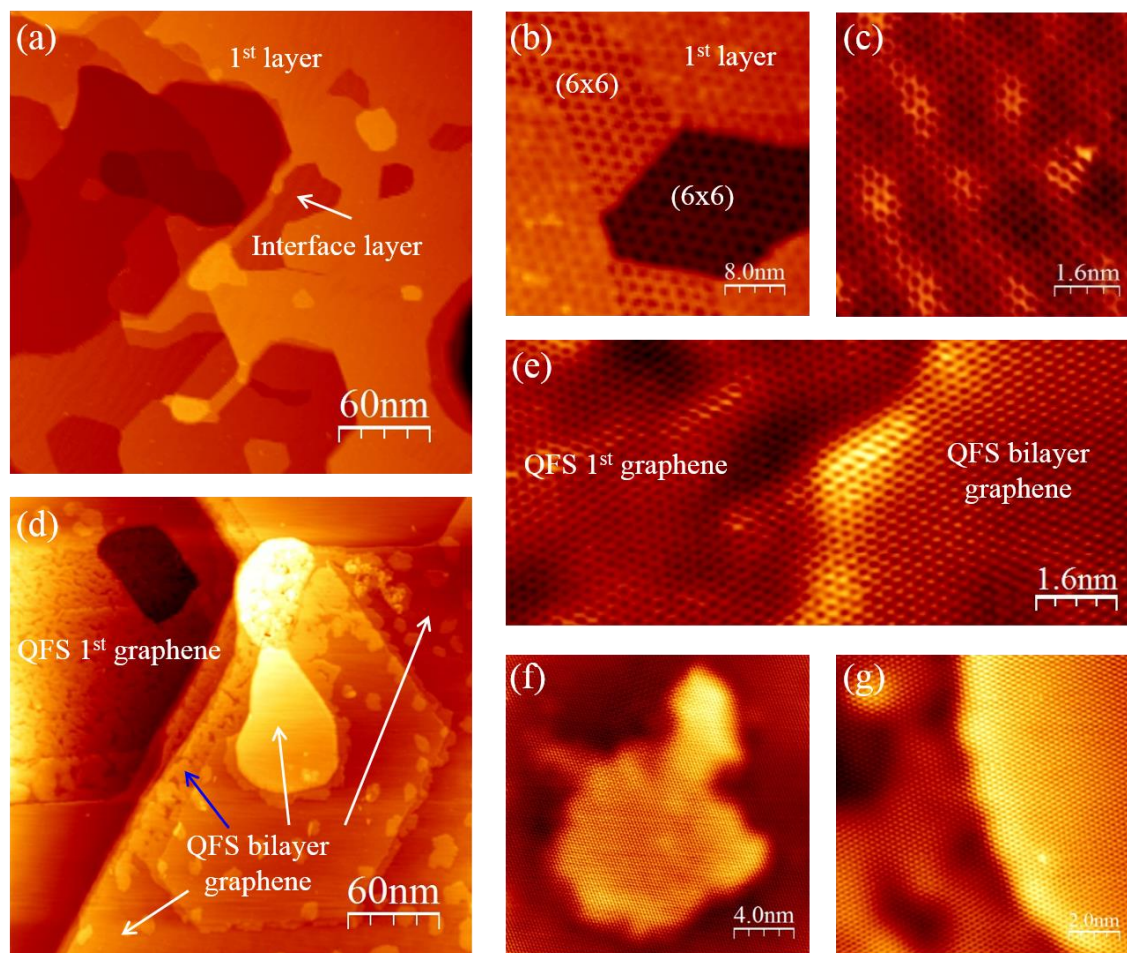 (a)
1st layer
Interface layer
60nm
(b)
1st layer
(6x6)
(6x6)
8.0nm
(c)
1.6nm
(d)
QFS 1st graphene
QFS bilayer
graphene
60nm
(e)
QFS 1st graphene
QFS bilayer
graphene
1.6nm
(f)
4.0nm
(g)
2.0nm